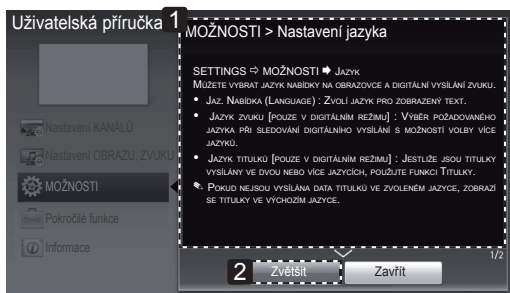 Uživatelská příručka
1
MOŽNOSTI > Nastavení jazyka
SETTINGS ⇨ MOŽNOSTI ➨ Jazyk
Můžete vybrat jazyk nabídky na obrazovce a digitální vysílání zvuku.
• Jaz. Nabídka (Language) : Zvolí jazyk pro zobrazený text.
• Jazyk zvuku [pouze v digitálním režimu] : Výběr požadovaného
jazyka při sledování digitálního vysílání s možností volby více
jazyků.
• Jazyk titulků [pouze v digitálním režimu] : Jestliže jsou titulky
vysílány ve dvou nebo více jazycích, použijte funkci Titulky.
Pokud nejsou vysílána data titulků ve zvoleném jazyce, zobrazí
se titulky ve výchozím jazyce.
Nastavení KANÁLŮ
Nastavení OBRAZU, ZVUKU
MOŽNOSTI
Pokročilé funkce
Informace
1/2
2
Zvětšit
Zavřít